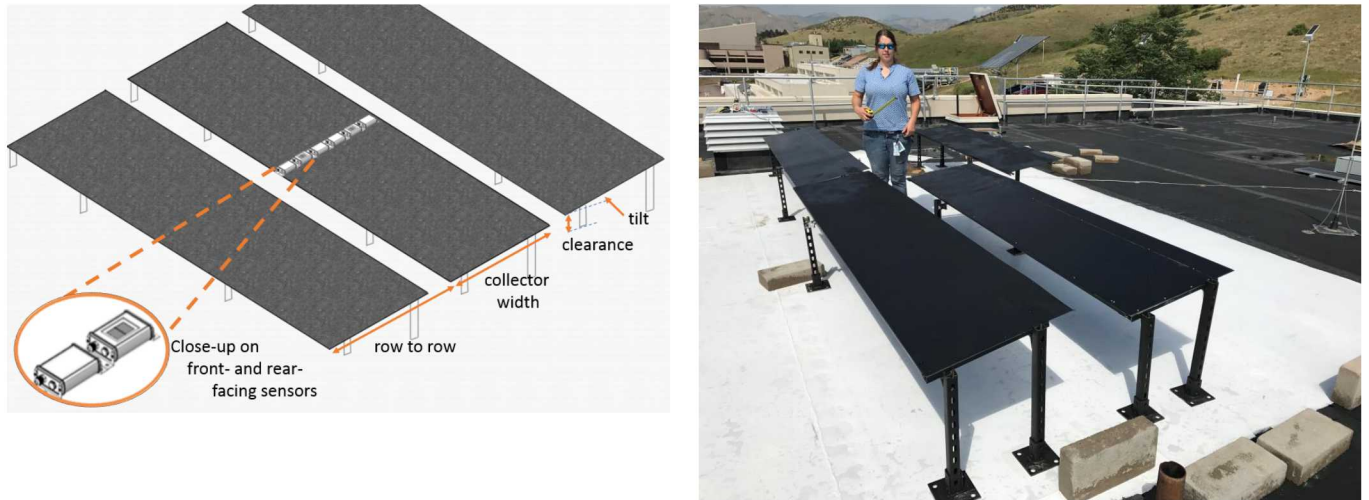 tilt
clearance
collector
width
row to row
Close-up on
front- and rear-
facing sensors